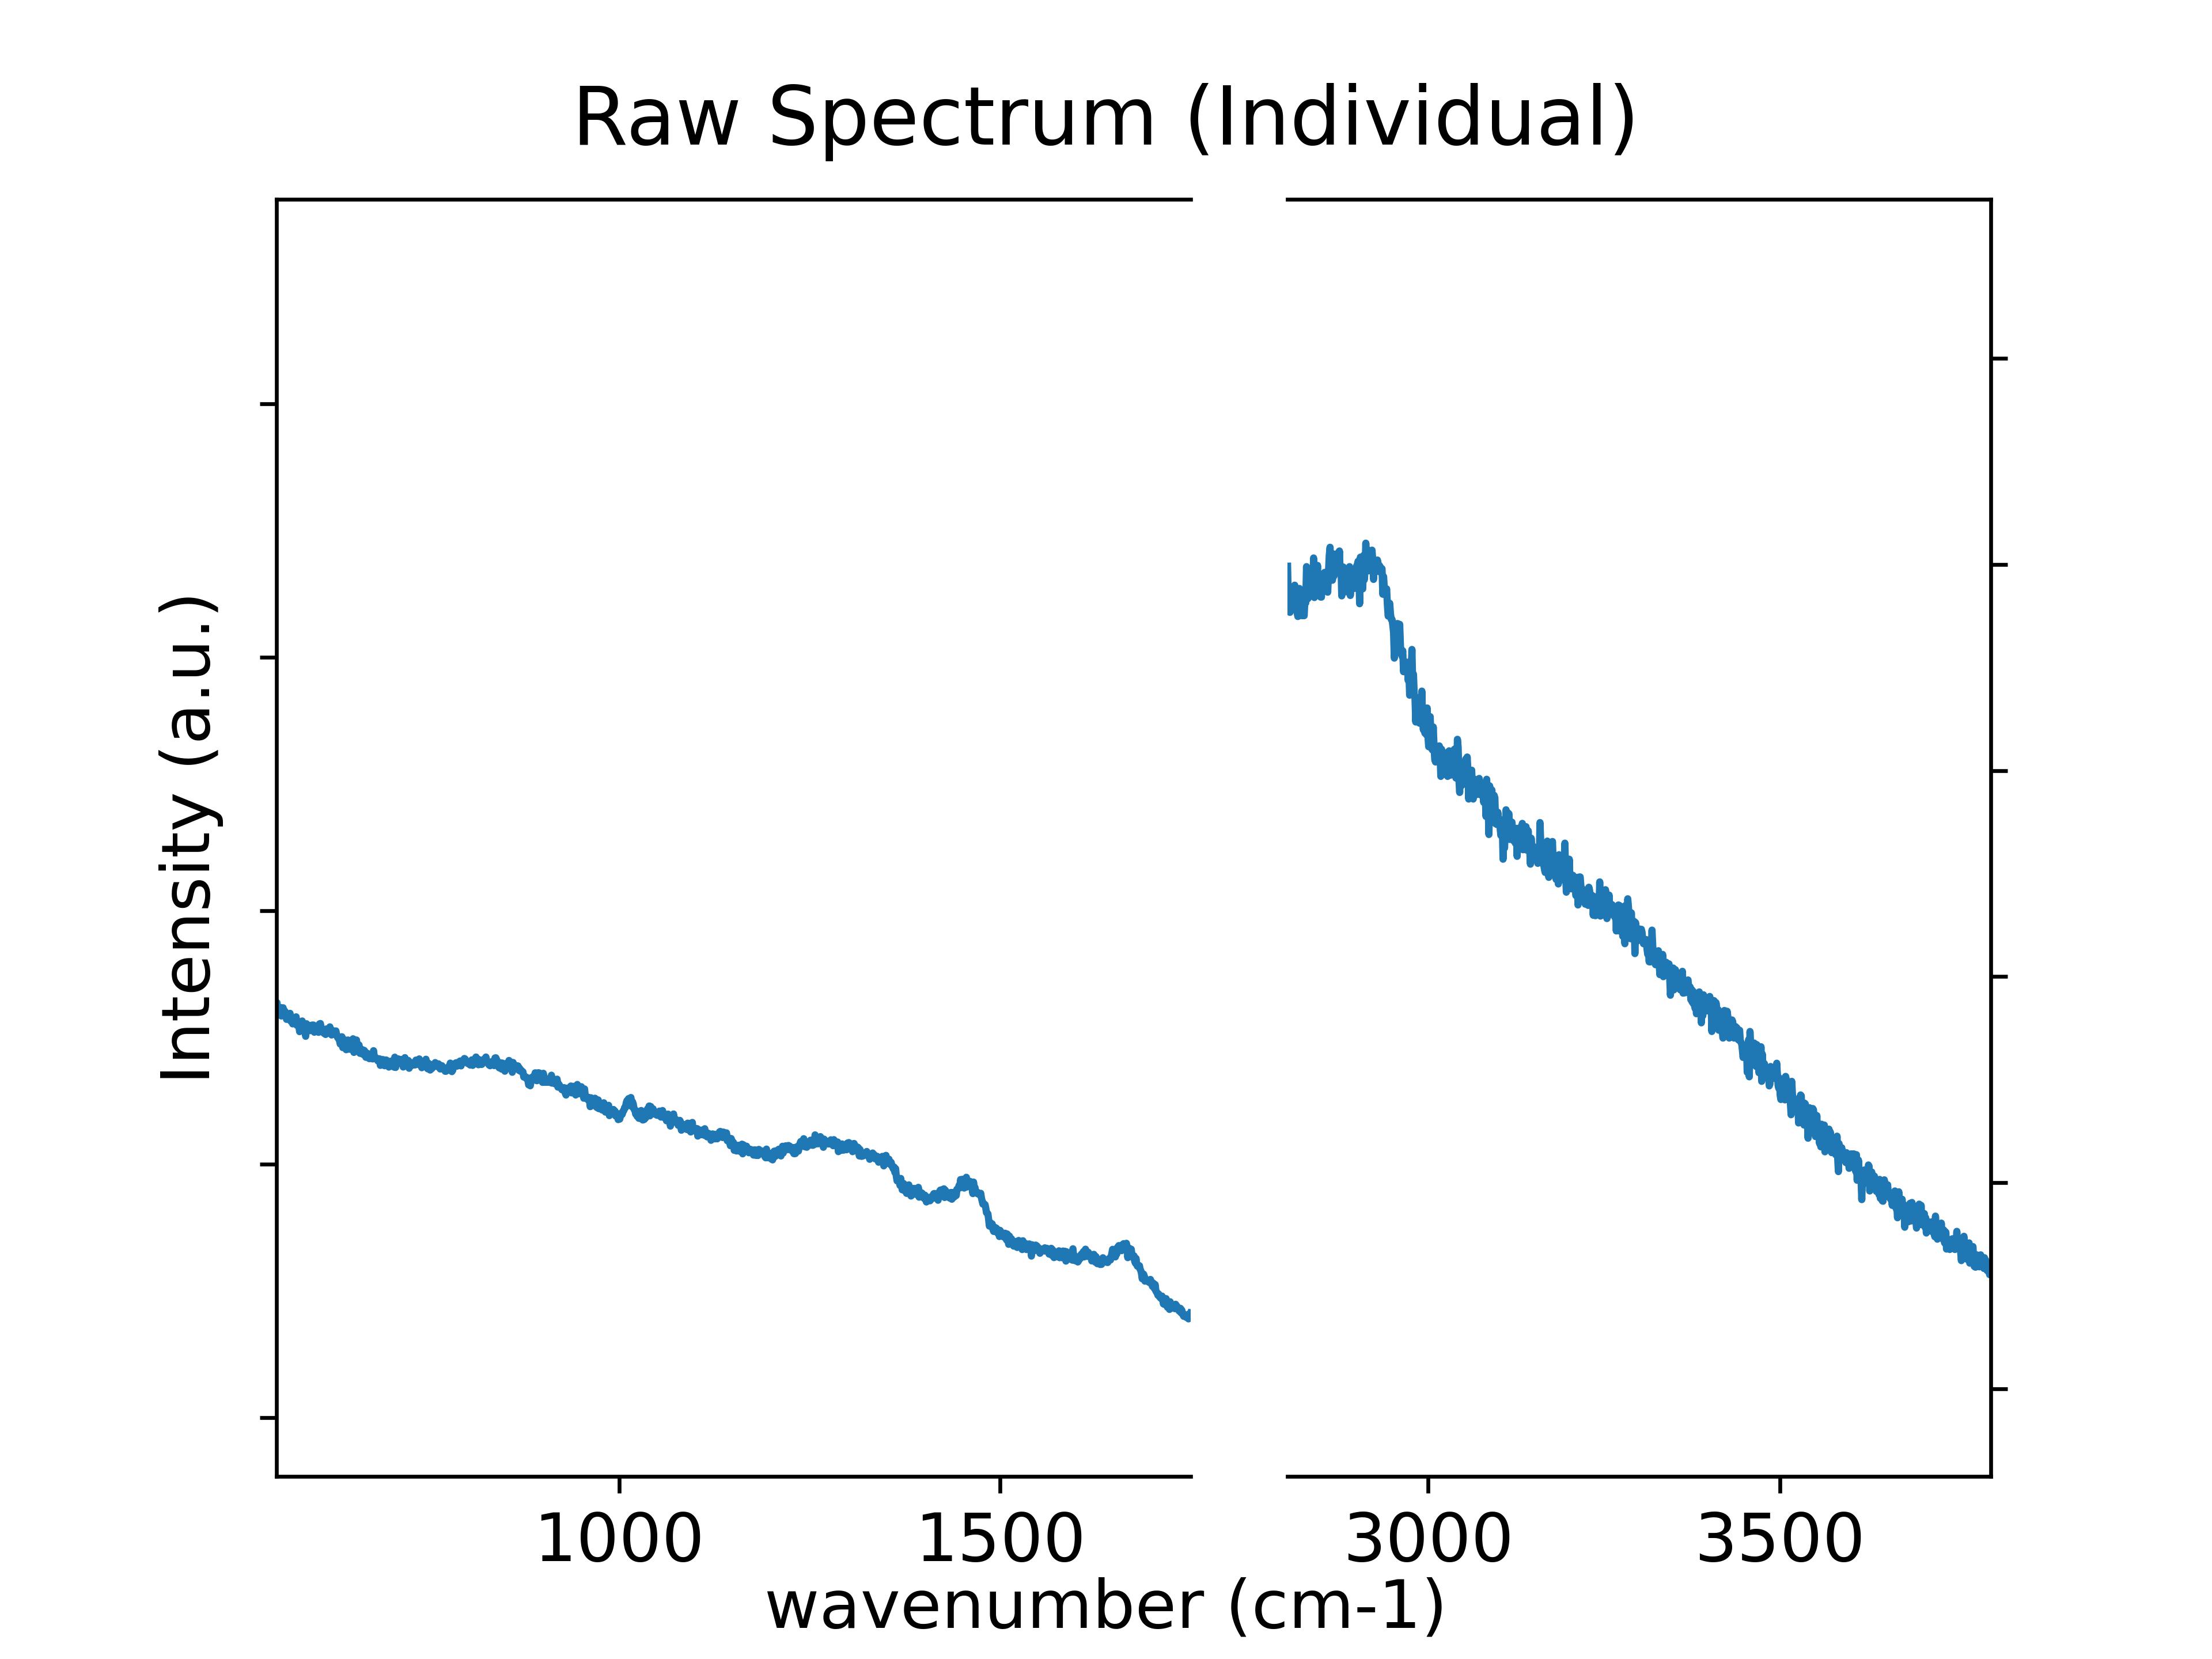 Raw Spectrum (Individual)
Intensity (a.u.)
1000 1500 3000 3500
wavenumber (cm-1)